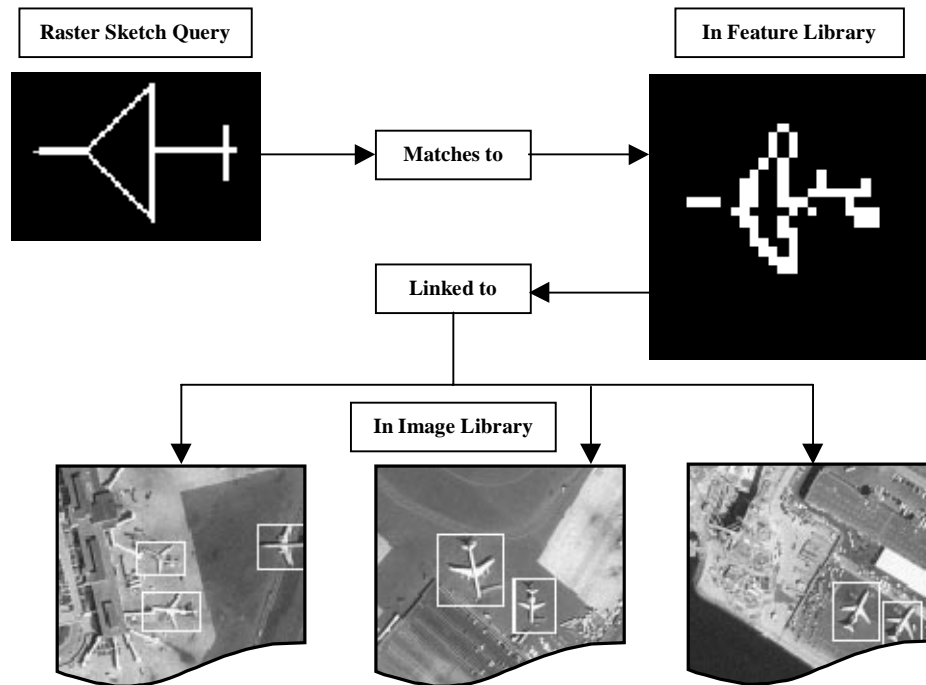 Raster Sketch Query
In Feature Library
Matches to
Linked to
In Image Library